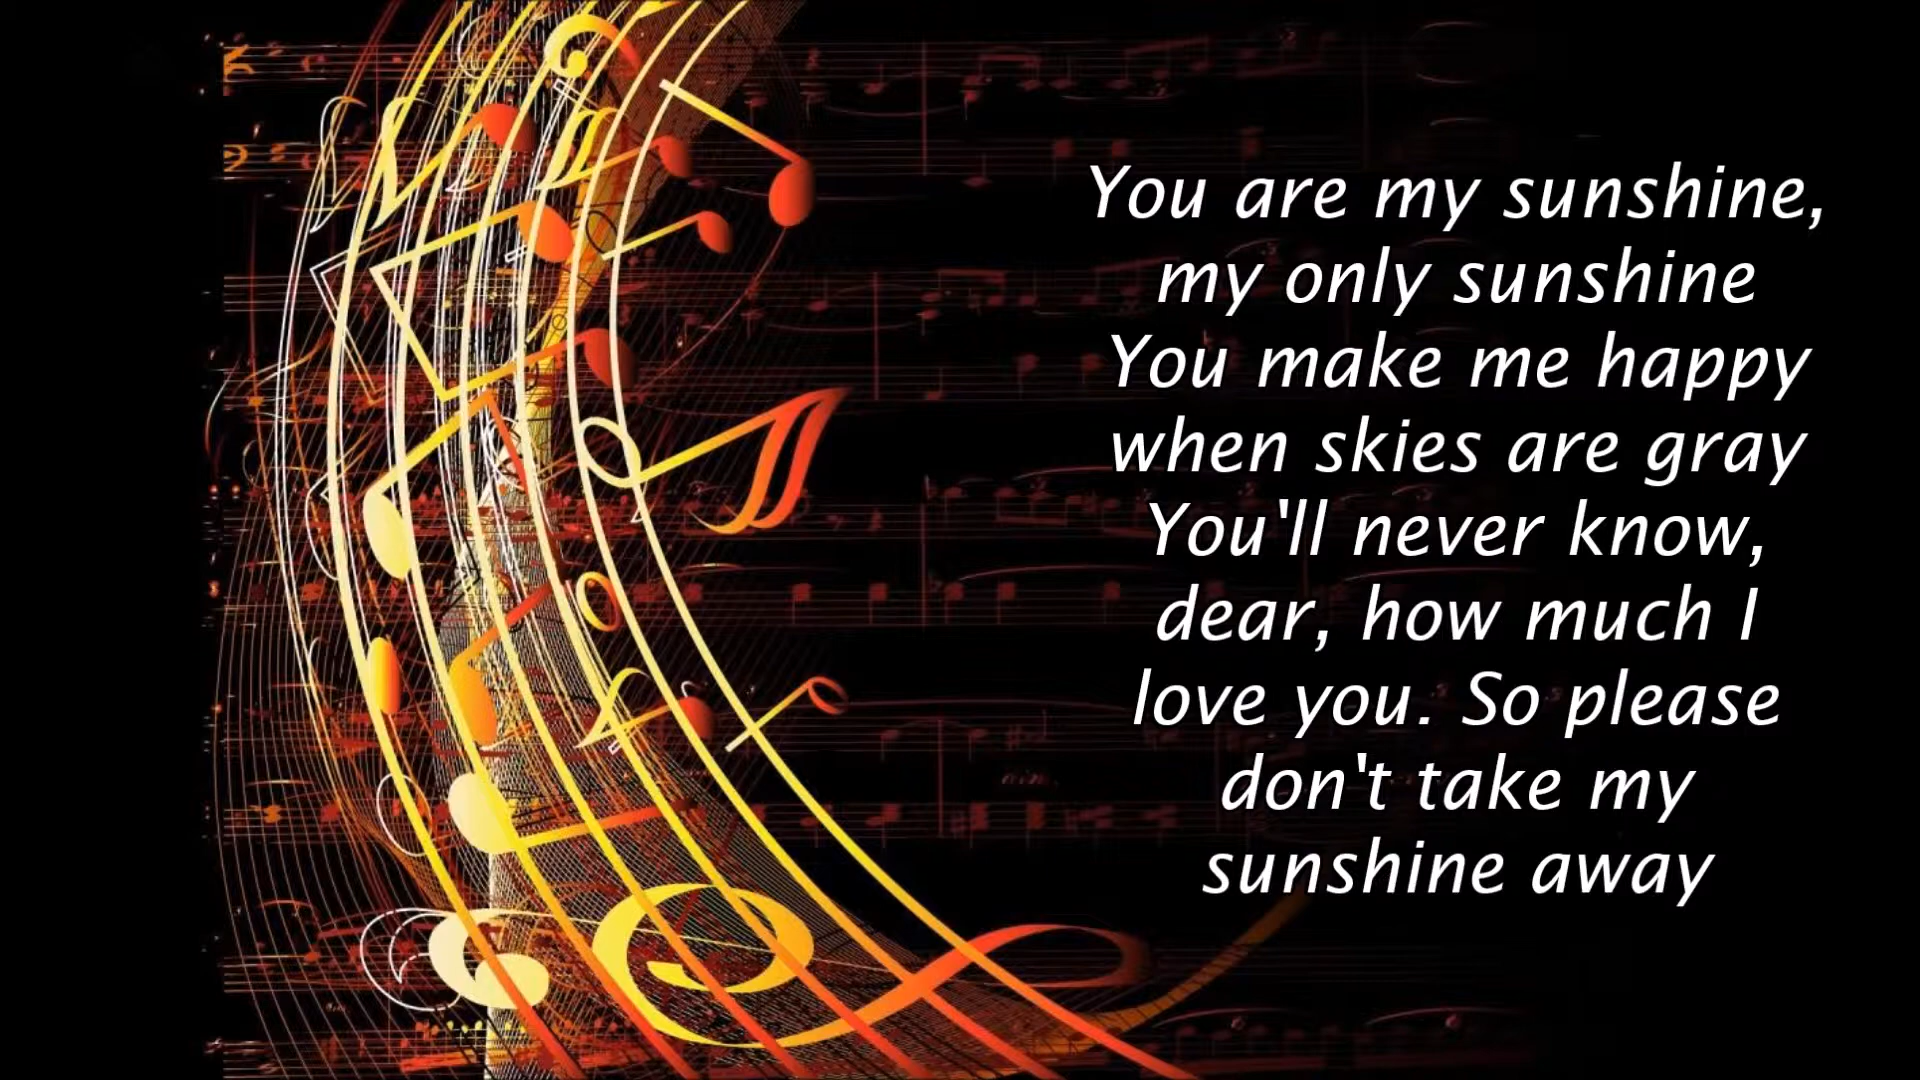 You are my sunshine,
my only sunshine
You make me happy
when skies are gray
You'll never know,
dear, how much I
love you. So please
don't take my
sunshine away